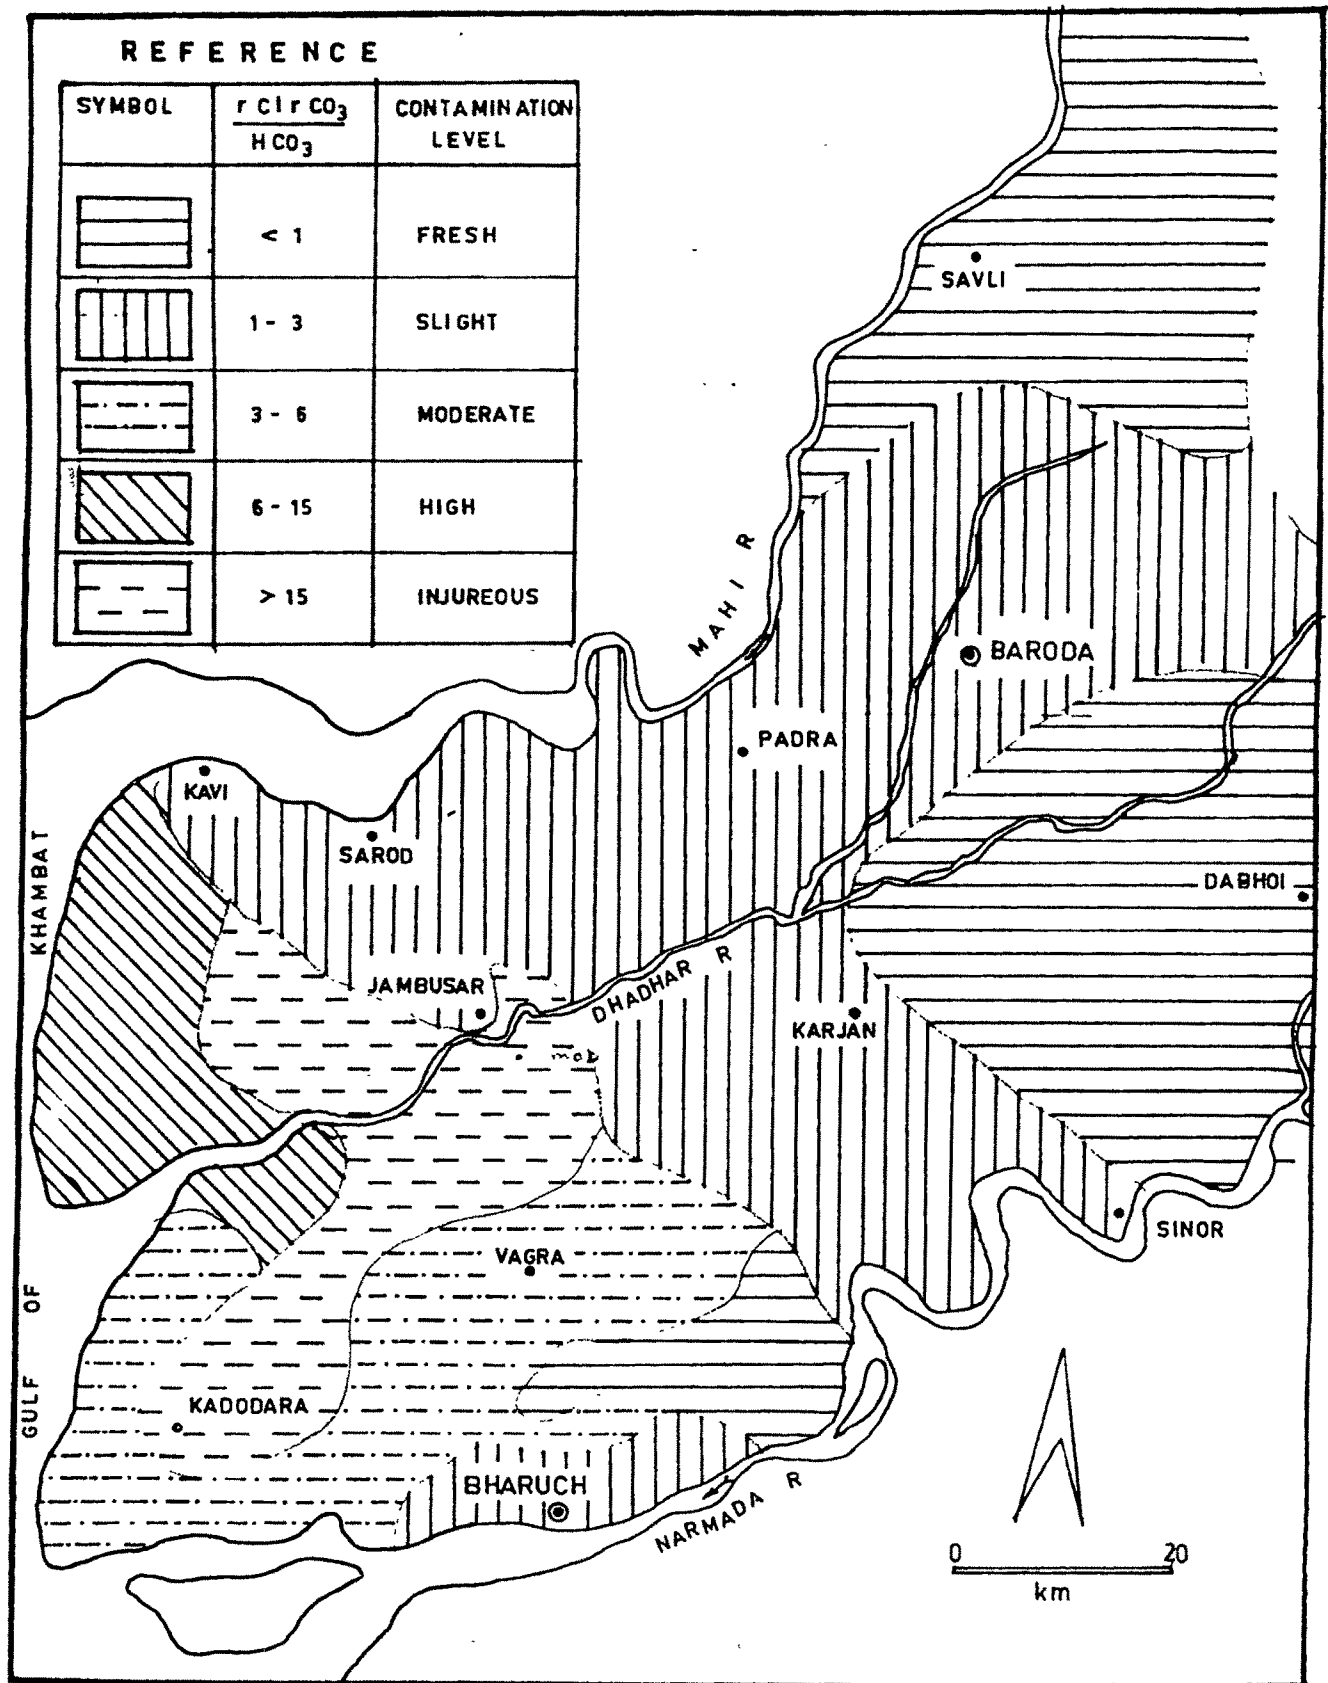 REFERENCE
SYMBOL
r Cl r CO3
HCO3
CONTAMINATION
LEVEL
< 1
FRESH
1 - 3
SLIGHT
3 - 6
MODERATE
6 - 15
HIGH
> 15
INJUREOUS
SAVLI
MAHI R
BARODA
PADRA
KAVI
SAROD
DABHOI
JAMBUSAR
DHADHAR R
KARJAN
SINOR
VAGRA
KADODARA
BHARUCH
NARMADA R
GULF OF KHAMBAT
0 20
km